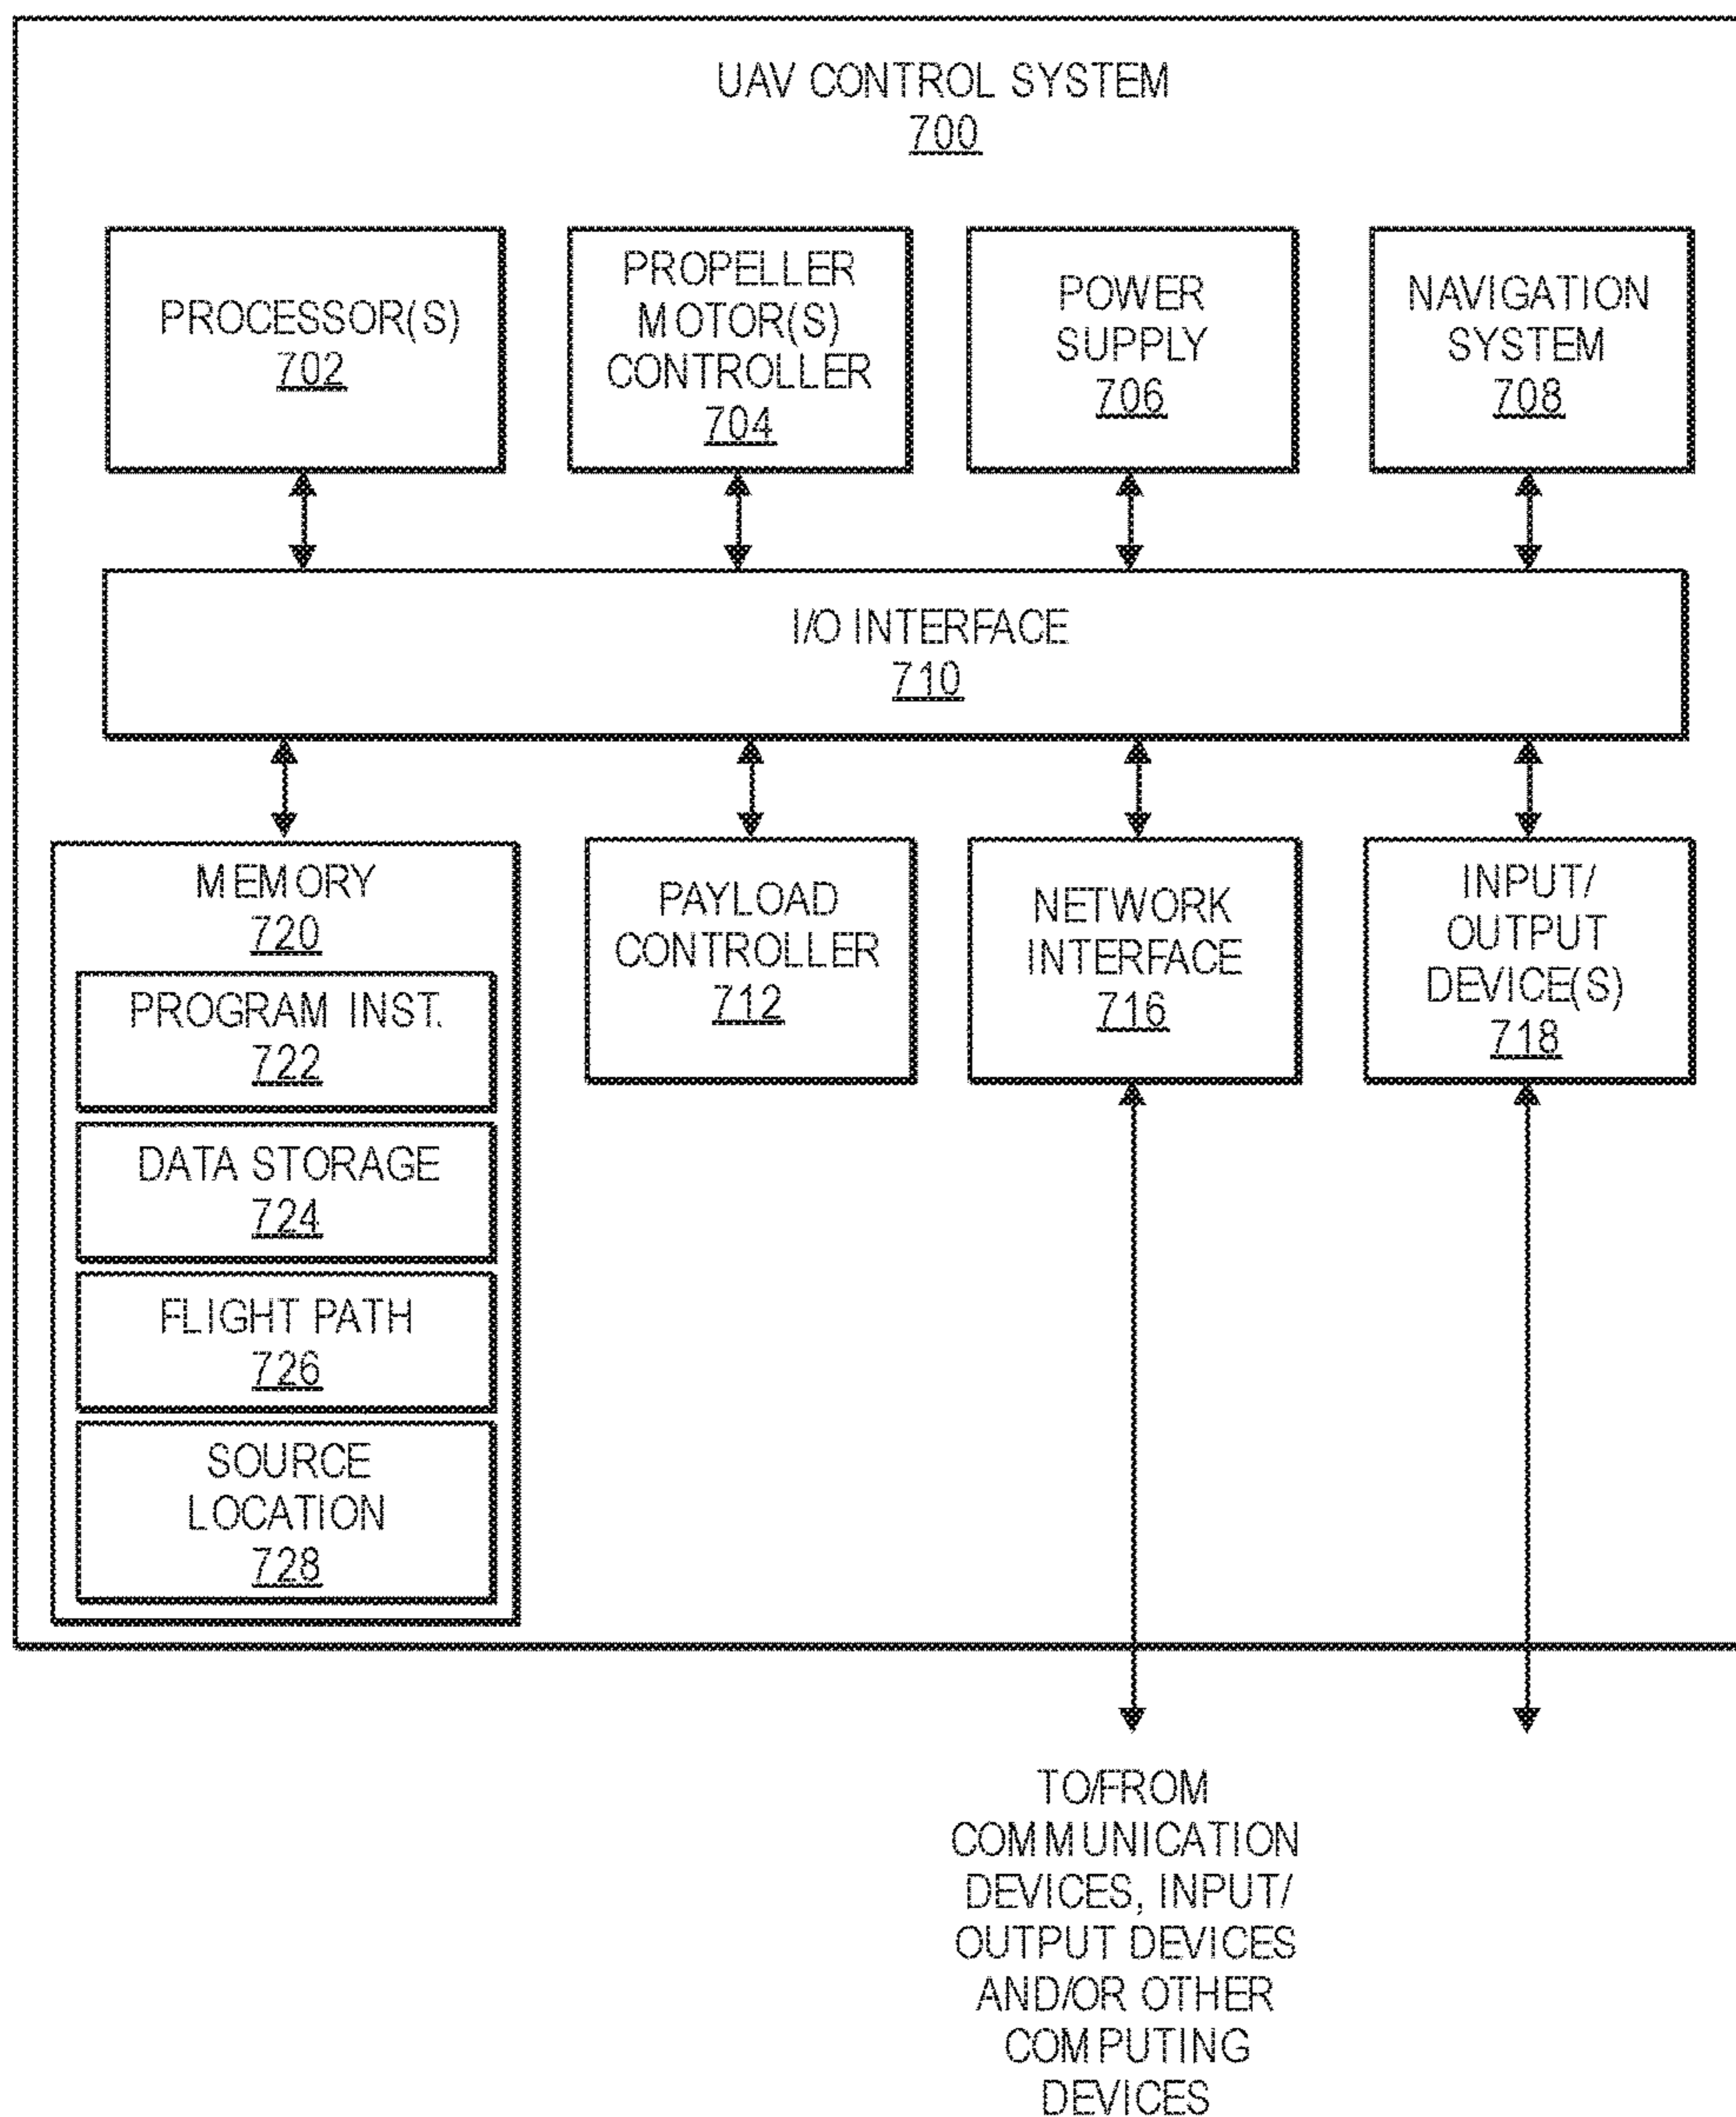 UAV CONTROL SYSTEM
700
PROCESSOR(S)
702
PROPELLER
MOTOR(S)
CONTROLLER
704
POWER
SUPPLY
706
NAVIGATION
SYSTEM
708
I/O INTERFACE
710
MEMORY
720
PROGRAM INST.
722
DATA STORAGE
724
FLIGHT PATH
726
SOURCE
LOCATION
728
PAYLOAD
CONTROLLER
712
NETWORK
INTERFACE
716
INPUT/
OUTPUT
DEVICE(S)
718
TO/FROM
COMMUNICATION
DEVICES, INPUT/
OUTPUT DEVICES
AND/OR OTHER
COMPUTING
DEVICES